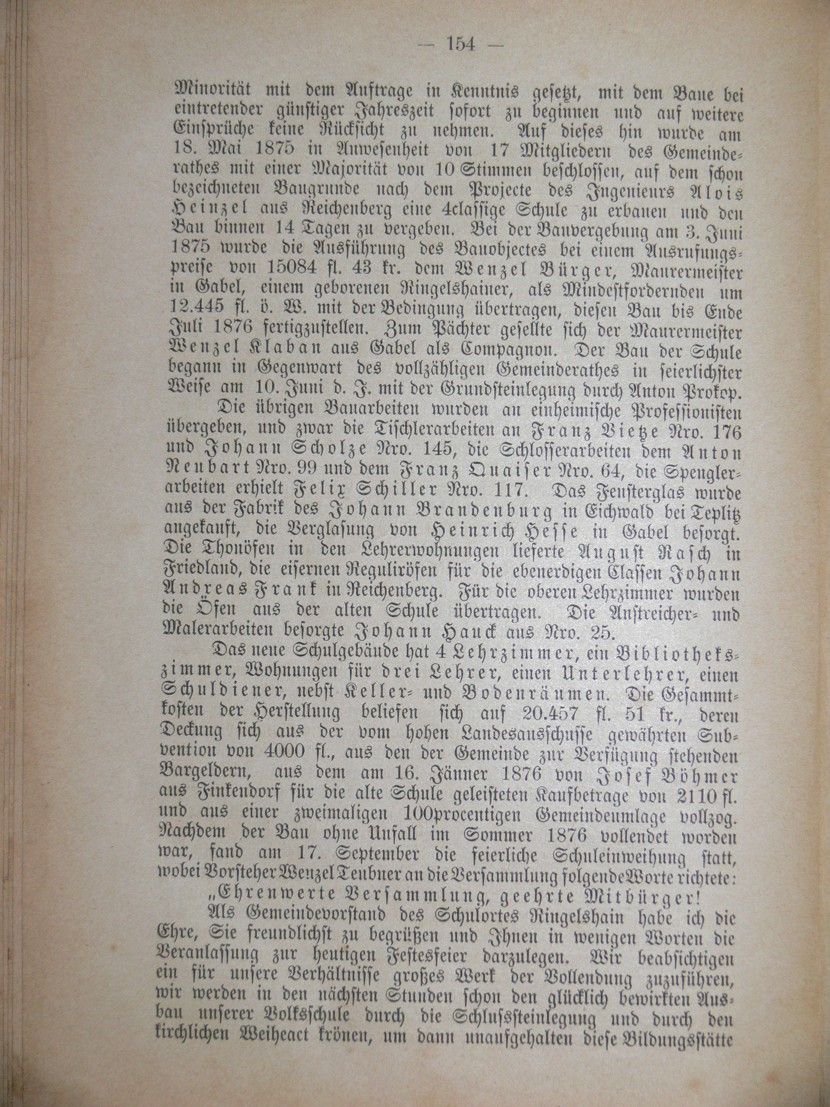 — 154 —
Minorität mit dem Auftrage in Kenntnis gesetzt, mit dem Baue bei
eintretender günstiger Jahreszeit sofort zu beginnen und auf weitere
Einsprüche keine Rücksicht zu nehmen. Auf dieses hin wurde am
18. Mai 1875 in Anwesenheit von 17 Mitgliedern des Gemeinde-
rathes mit einer Majorität von 10 Stimmen beschlossen, auf dem schon
bezeichneten Baugrunde nach dem Projecte des Ingenieurs Alois
Heinzel aus Reichenberg eine 4classige Schule zu erbauen und den
Bau binnen 14 Tagen zu vergeben. Bei der Bauvergebung am 3. Juni
1875 wurde die Ausführung des Bauobjectes bei einem Ausrufungs-
preise von 15084 fl. 43 kr. dem Wenzel Bürger, Maurermeister
in Gabel, einem geborenen Ringelshainer, als Mindestfordernden um
12.445 fl. ö. W. mit der Bedingung übertragen, diesen Bau bis Ende
Juli 1876 fertigzustellen. Zum Pächter gesellte sich der Maurermeister
Wenzel Klaban aus Gabel als Compagnon. Der Bau der Schule
begann in Gegenwart des vollzähligen Gemeinderathes in feierlichster
Weise am 10. Juni d. J. mit der Grundsteinlegung durch Anton Prokop.
Die übrigen Bauarbeiten wurden an einheimische Professionisten
übergeben, und zwar die Tischlerarbeiten an Franz Vietze Nro. 176
und Johann Scholze Nro. 145, die Schlosserarbeiten dem Anton
Neubart Nro. 99 und dem Franz Quaiser Nro. 64, die Spengler-
arbeiten erhielt Felix Schiller Nro. 117. Das Fensterglas wurde
aus der Fabrik des Johann Brandenburg in Eichwald bei Teplitz
angekauft, die Verglasung von Heinrich Hesse in Gabel besorgt.
Die Thonöfen in den Lehrerwohnungen lieferte August Rasch in
Friedland, die eisernen Reguliröfen für die ebenerdigen Classen Johann
Andreas Frank in Reichenberg. Für die oberen Lehrzimmer wurden
die Öfen aus der alten Schule übertragen. Die Anstreicher- und
Malerarbeiten besorgte Johann Hauck aus Nro. 25.
Das neue Schulgebäude hat 4 Lehrzimmer, ein Bibliotheks-
zimmer, Wohnungen für drei Lehrer, einen Unterlehrer, einen
Schuldiener, nebst Keller- und Bodenräumen. Die Gesammt-
kosten der Herstellung beliefen sich auf 20.457 fl. 51 kr., deren
Deckung sich aus der vom hohen Landesausschusse gewährten Sub-
vention von 4000 fl., aus den der Gemeinde zur Verfügung stehenden
Bargeldern, aus dem am 16. Jänner 1876 von Josef Böhmer
aus Finkendorf für die alte Schule geleisteten Kaufbetrage von 2110 fl.
und aus einer zweimaligen 100procentigen Gemeindeumlage vollzog.
Nachdem der Bau ohne Unfall im Sommer 1876 vollendet worden
war, fand am 17. September die feierliche Schuleinweihung statt,
wobei Vorsteher Wenzel Teubner an die Versammlung folgende Worte richtete:
„Ehrenwerte Versammlung, geehrte Mitbürger!
Als Gemeindevorstand des Schulortes Ringelshain habe ich die
Ehre, Sie freundlichst zu begrüßen und Ihnen in wenigen Worten die
Veranlassung zur heutigen Festesfeier darzulegen. Wir beabsichtigen
ein für unsere Verhältnisse großes Werk der Vollendung zuzuführen,
wir werden in den nächsten Stunden schon den glücklich bewirkten Aus-
bau unserer Volksschule durch die Schlussteinlegung und durch den
kirchlichen Weiheact krönen, um dann unaufgehalten diese Bildungsstätte